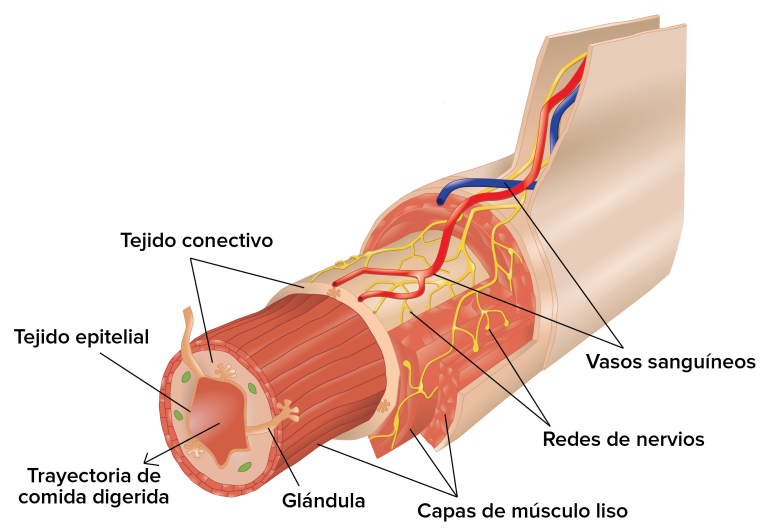 Tejido conectivo
Tejido epitelial
Vasos sanguíneos
Redes de nervios
Trayectoria de
comida digerida
Glándula
Capas de músculo liso